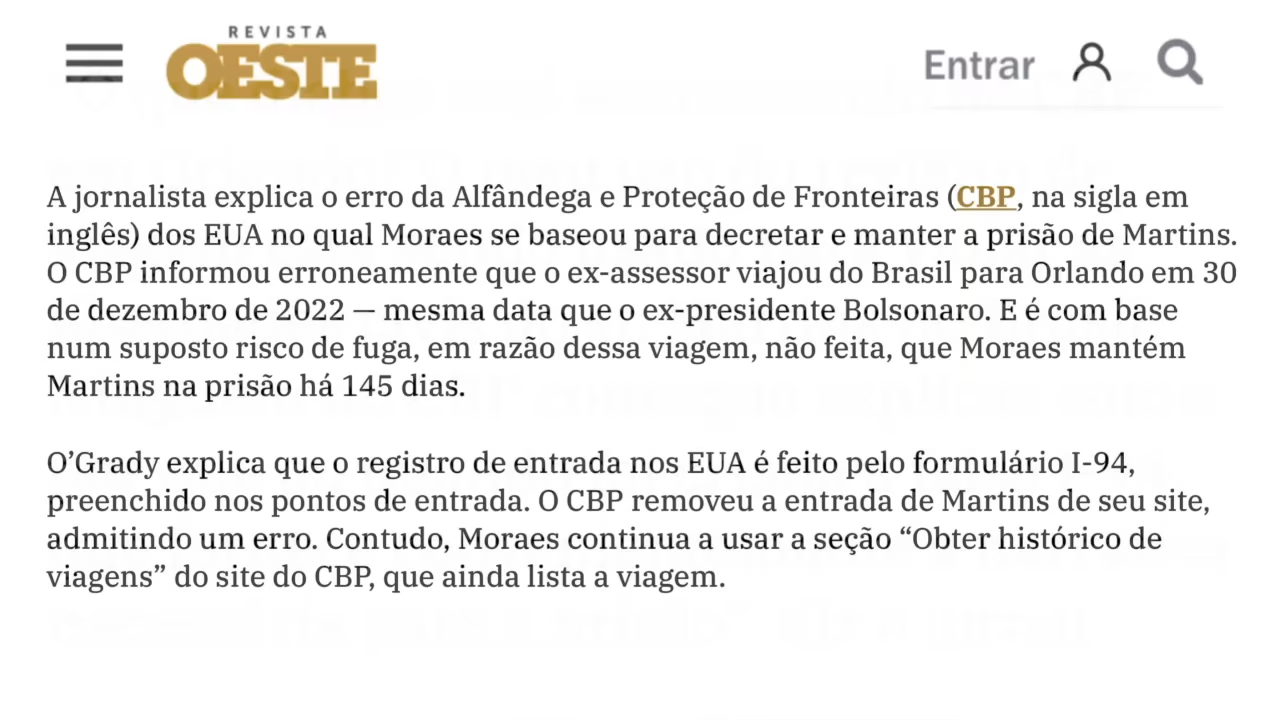 REVISTA
OESTE
Entrar
A jornalista explica o erro da Alfândega e Proteção de Fronteiras (CBP, na sigla em
inglês) dos EUA no qual Moraes se baseou para decretar e manter a prisão de Martins.
O CBP informou erroneamente que o ex-assessor viajou do Brasil para Orlando em 30
de dezembro de 2022 — mesma data que o ex-presidente Bolsonaro. E é com base
num suposto risco de fuga, em razão dessa viagem, não feita, que Moraes mantém
Martins na prisão há 145 dias.
O’Grady explica que o registro de entrada nos EUA é feito pelo formulário I-94,
preenchido nos pontos de entrada. O CBP removeu a entrada de Martins de seu site,
admitindo um erro. Contudo, Moraes continua a usar a seção “Obter histórico de
viagens” do site do CBP, que ainda lista a viagem.